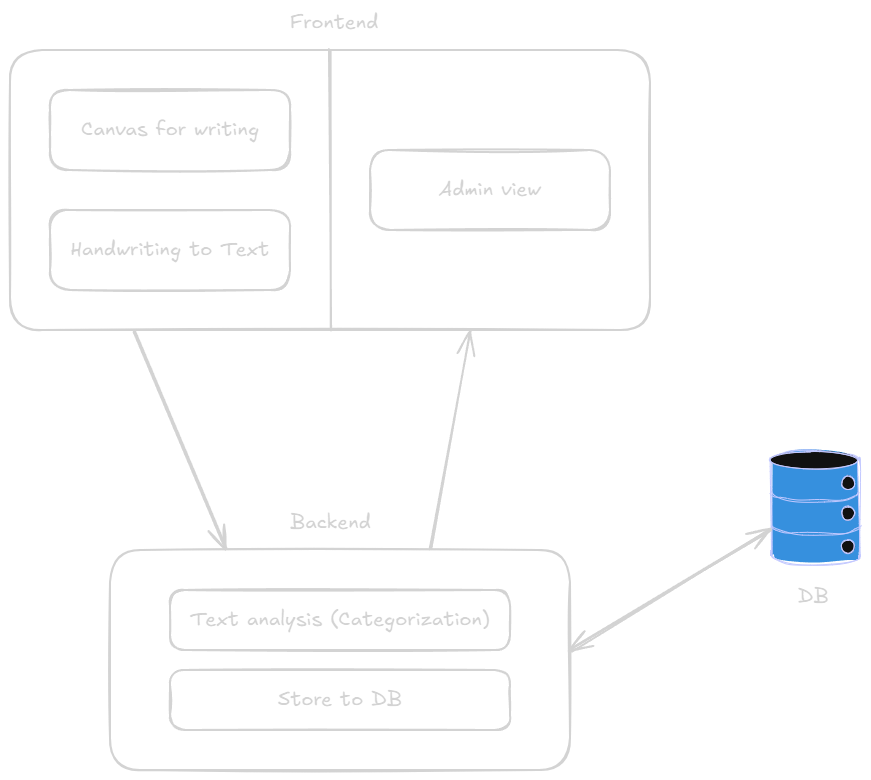 Frontend
Canvas for writing
Handwriting to Text
Admin view
Backend
Text analysis (Categorization)
Store to DB
DB